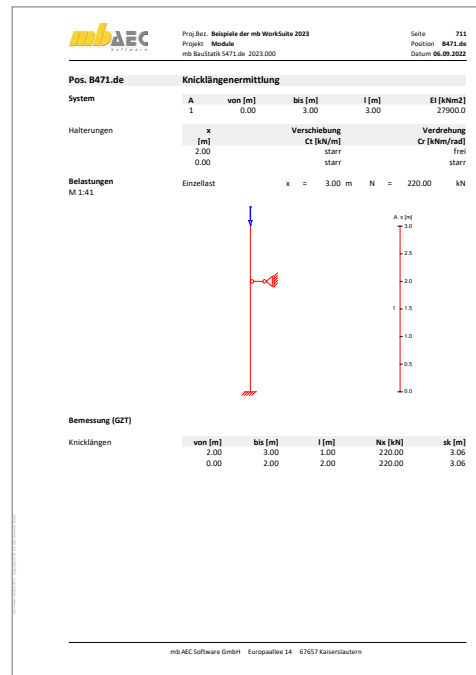 mbAEC
Software
Proj.Bez. Beispiele der mb WorkSuite 2023
Projekt Module
mb BauStatik S471.de 2023.000
Seite 711
Position B471.de
Datum 06.09.2022
Pos. B471.de Knicklängenermittlung
System A von [m] bis [m] l [m] EI [kNm2]
1 0.00 3.00 3.00 27900.0
Halterungen x Verschiebung Verdrehung
[m] Ct [kN/m] Cr [kNm/rad]
2.00 starr frei
0.00 starr starr
Belastungen Einzellast x = 3.00 m N = 220.00 kN
M 1:41
A x [m]
3.0
2.5
2.0
1 1.5
1.0
0.5
0.0
Bemessung (GZT)
Knicklängen von [m] bis [m] l [m] Nx [kN] sk [m]
2.00 3.00 1.00 220.00 3.06
0.00 2.00 2.00 220.00 3.06
mb AEC Software GmbH Europaallee 14 67657 Kaiserslautern